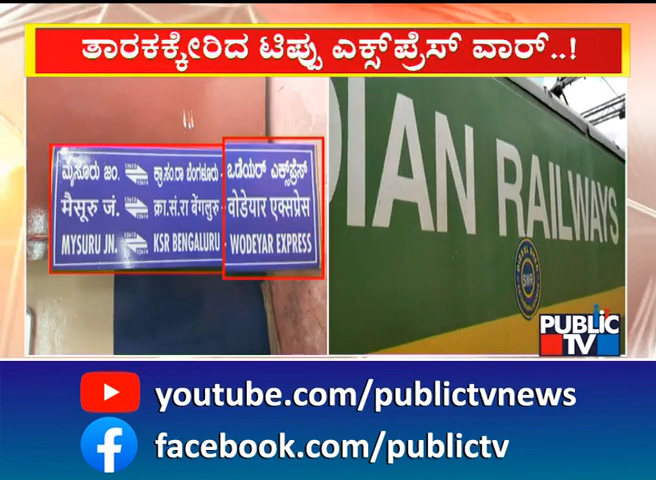 ತಾರಕಕ್ಕೇರಿದ ಟಿಪ್ಪು ಎಕ್ಸ್‌ಪ್ರೆಸ್ ವಾರ್..!
ಮೈಸೂರು ಜಂ. ಕ್ರಾ.ಸಂ.ರಾ ಬೆಂಗಳೂರು - ಒಡೆಯರ್ ಎಕ್ಸ್‌ಪ್ರೆಸ್
मैसूरु जं. क्रा.सं.रा बेंगलुरु - वोडेयार एक्सप्रेस
MYSURU JN. KSR BENGALURU - WODEYAR EXPRESS
DIAN RAILWAYS
SWR
PUBLIC
TV
youtube.com/publictvnews
facebook.com/publictv